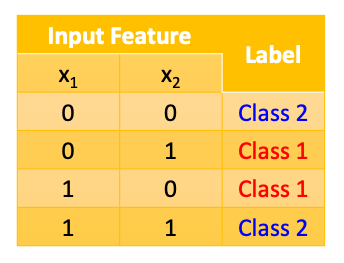 Input Feature Label
x₁ x₂
0 0 Class 2
0 1 Class 1
1 0 Class 1
1 1 Class 2